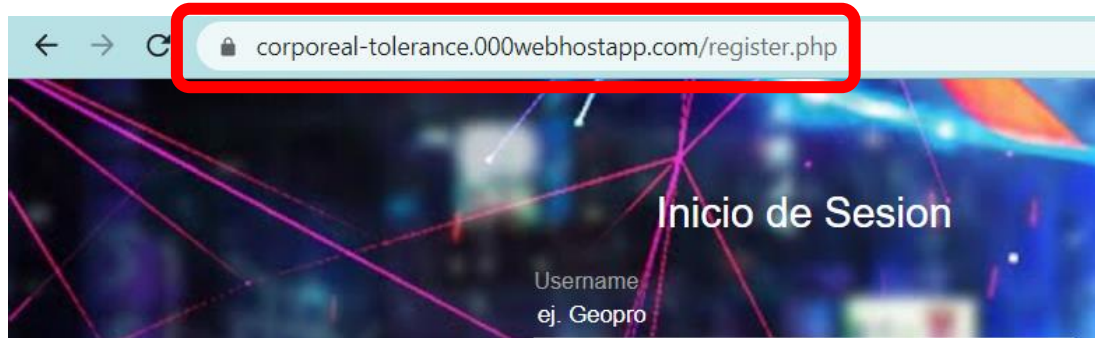 corporeal-tolerance.000webhostapp.com/register.php
Inicio de Sesion
Username
ej. Geopro